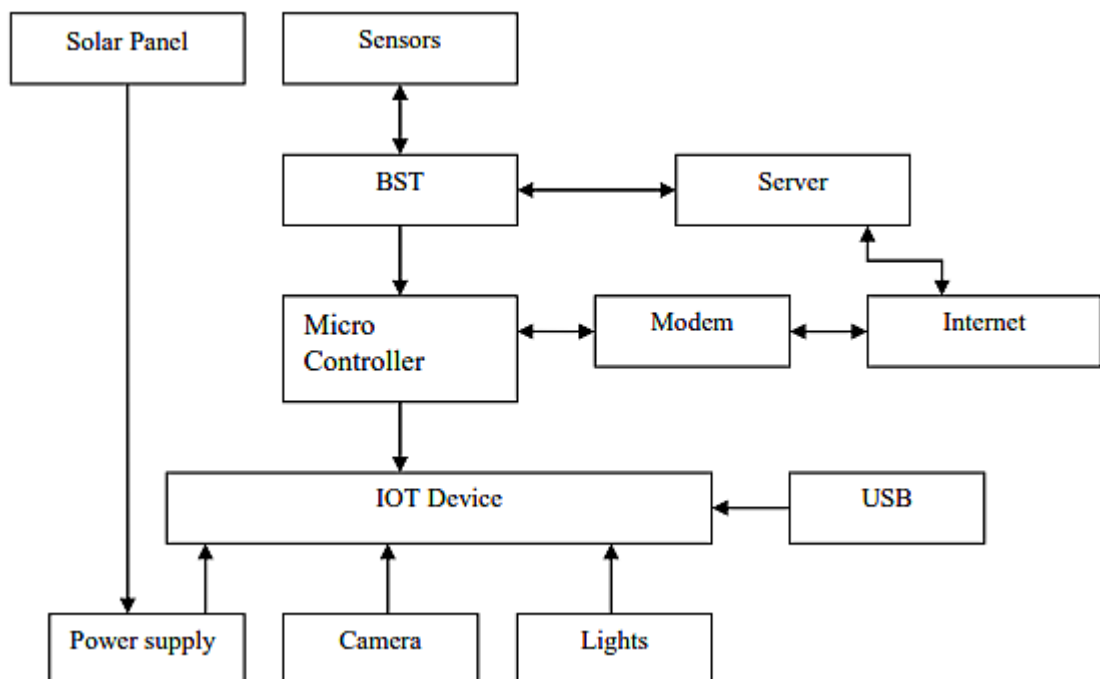 Solar Panel
Sensors
BST
Server
Micro
Controller
Modem
Internet
IOT Device
USB
Power supply
Camera
Lights